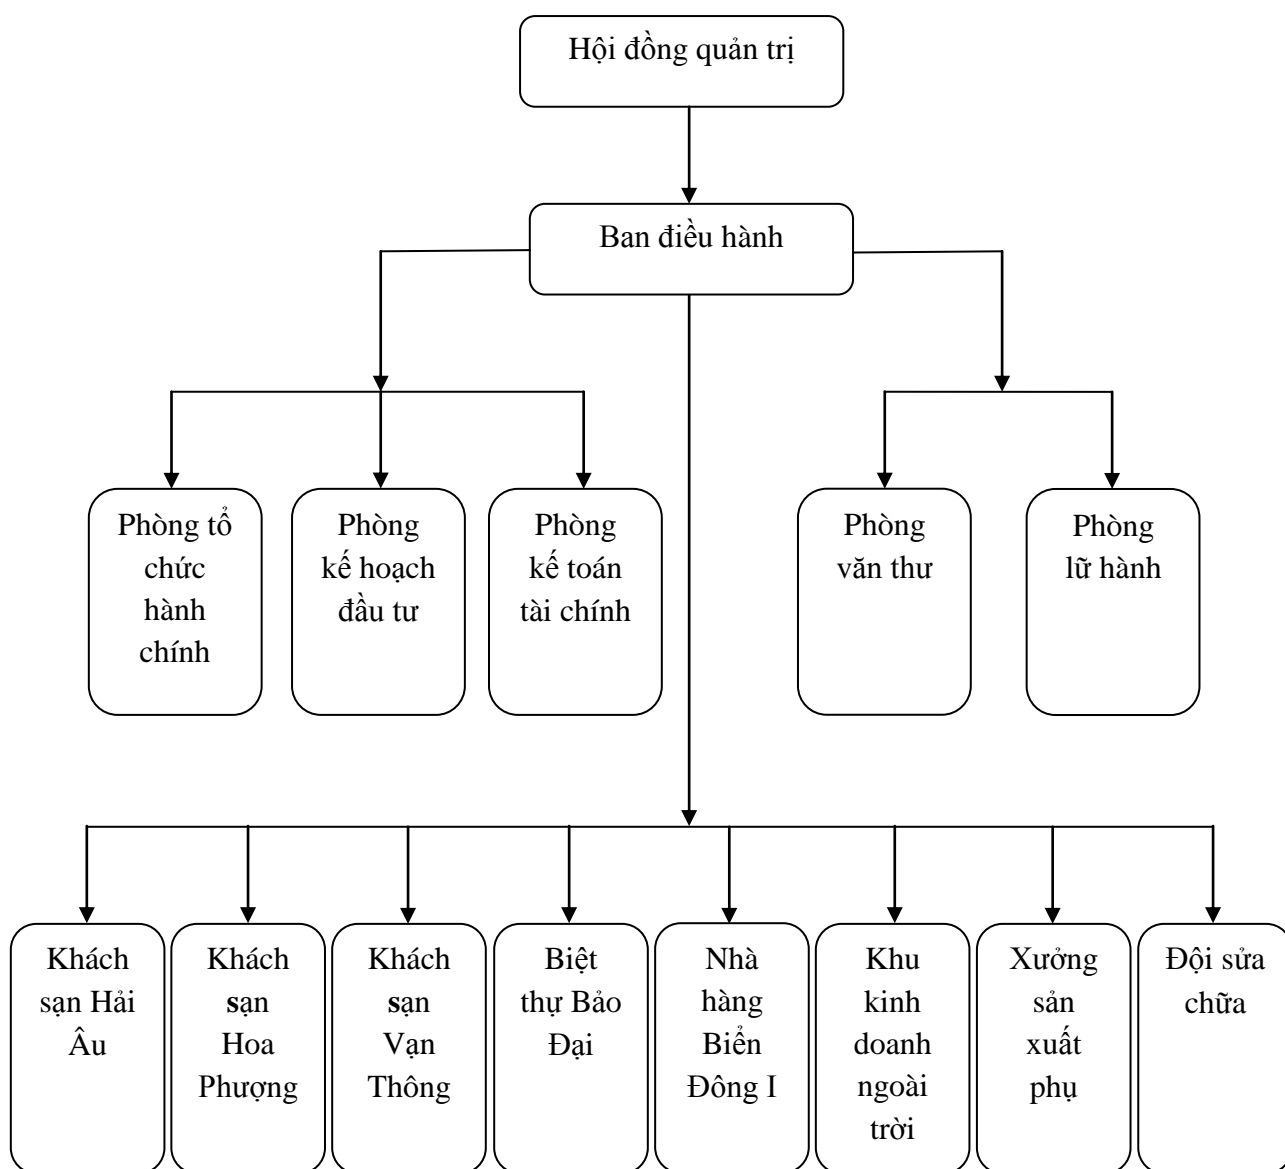 Hội đồng quản trị
Ban điều hành
Phòng tổ
chức
hành
chính
Phòng
kế hoạch
đầu tư
Phòng
kế toán
tài chính
Phòng
văn thư
Phòng
lữ hành
Khách
sạn Hải
Âu
Khách
sạn
Hoa
Phượng
Khách
sạn
Vạn
Thông
Biệt
thự Bảo
Đại
Nhà
hàng
Biển
Đông I
Khu
kinh
doanh
ngoài
trời
Xưởng
sản
xuất
phụ
Đội sửa
chữa